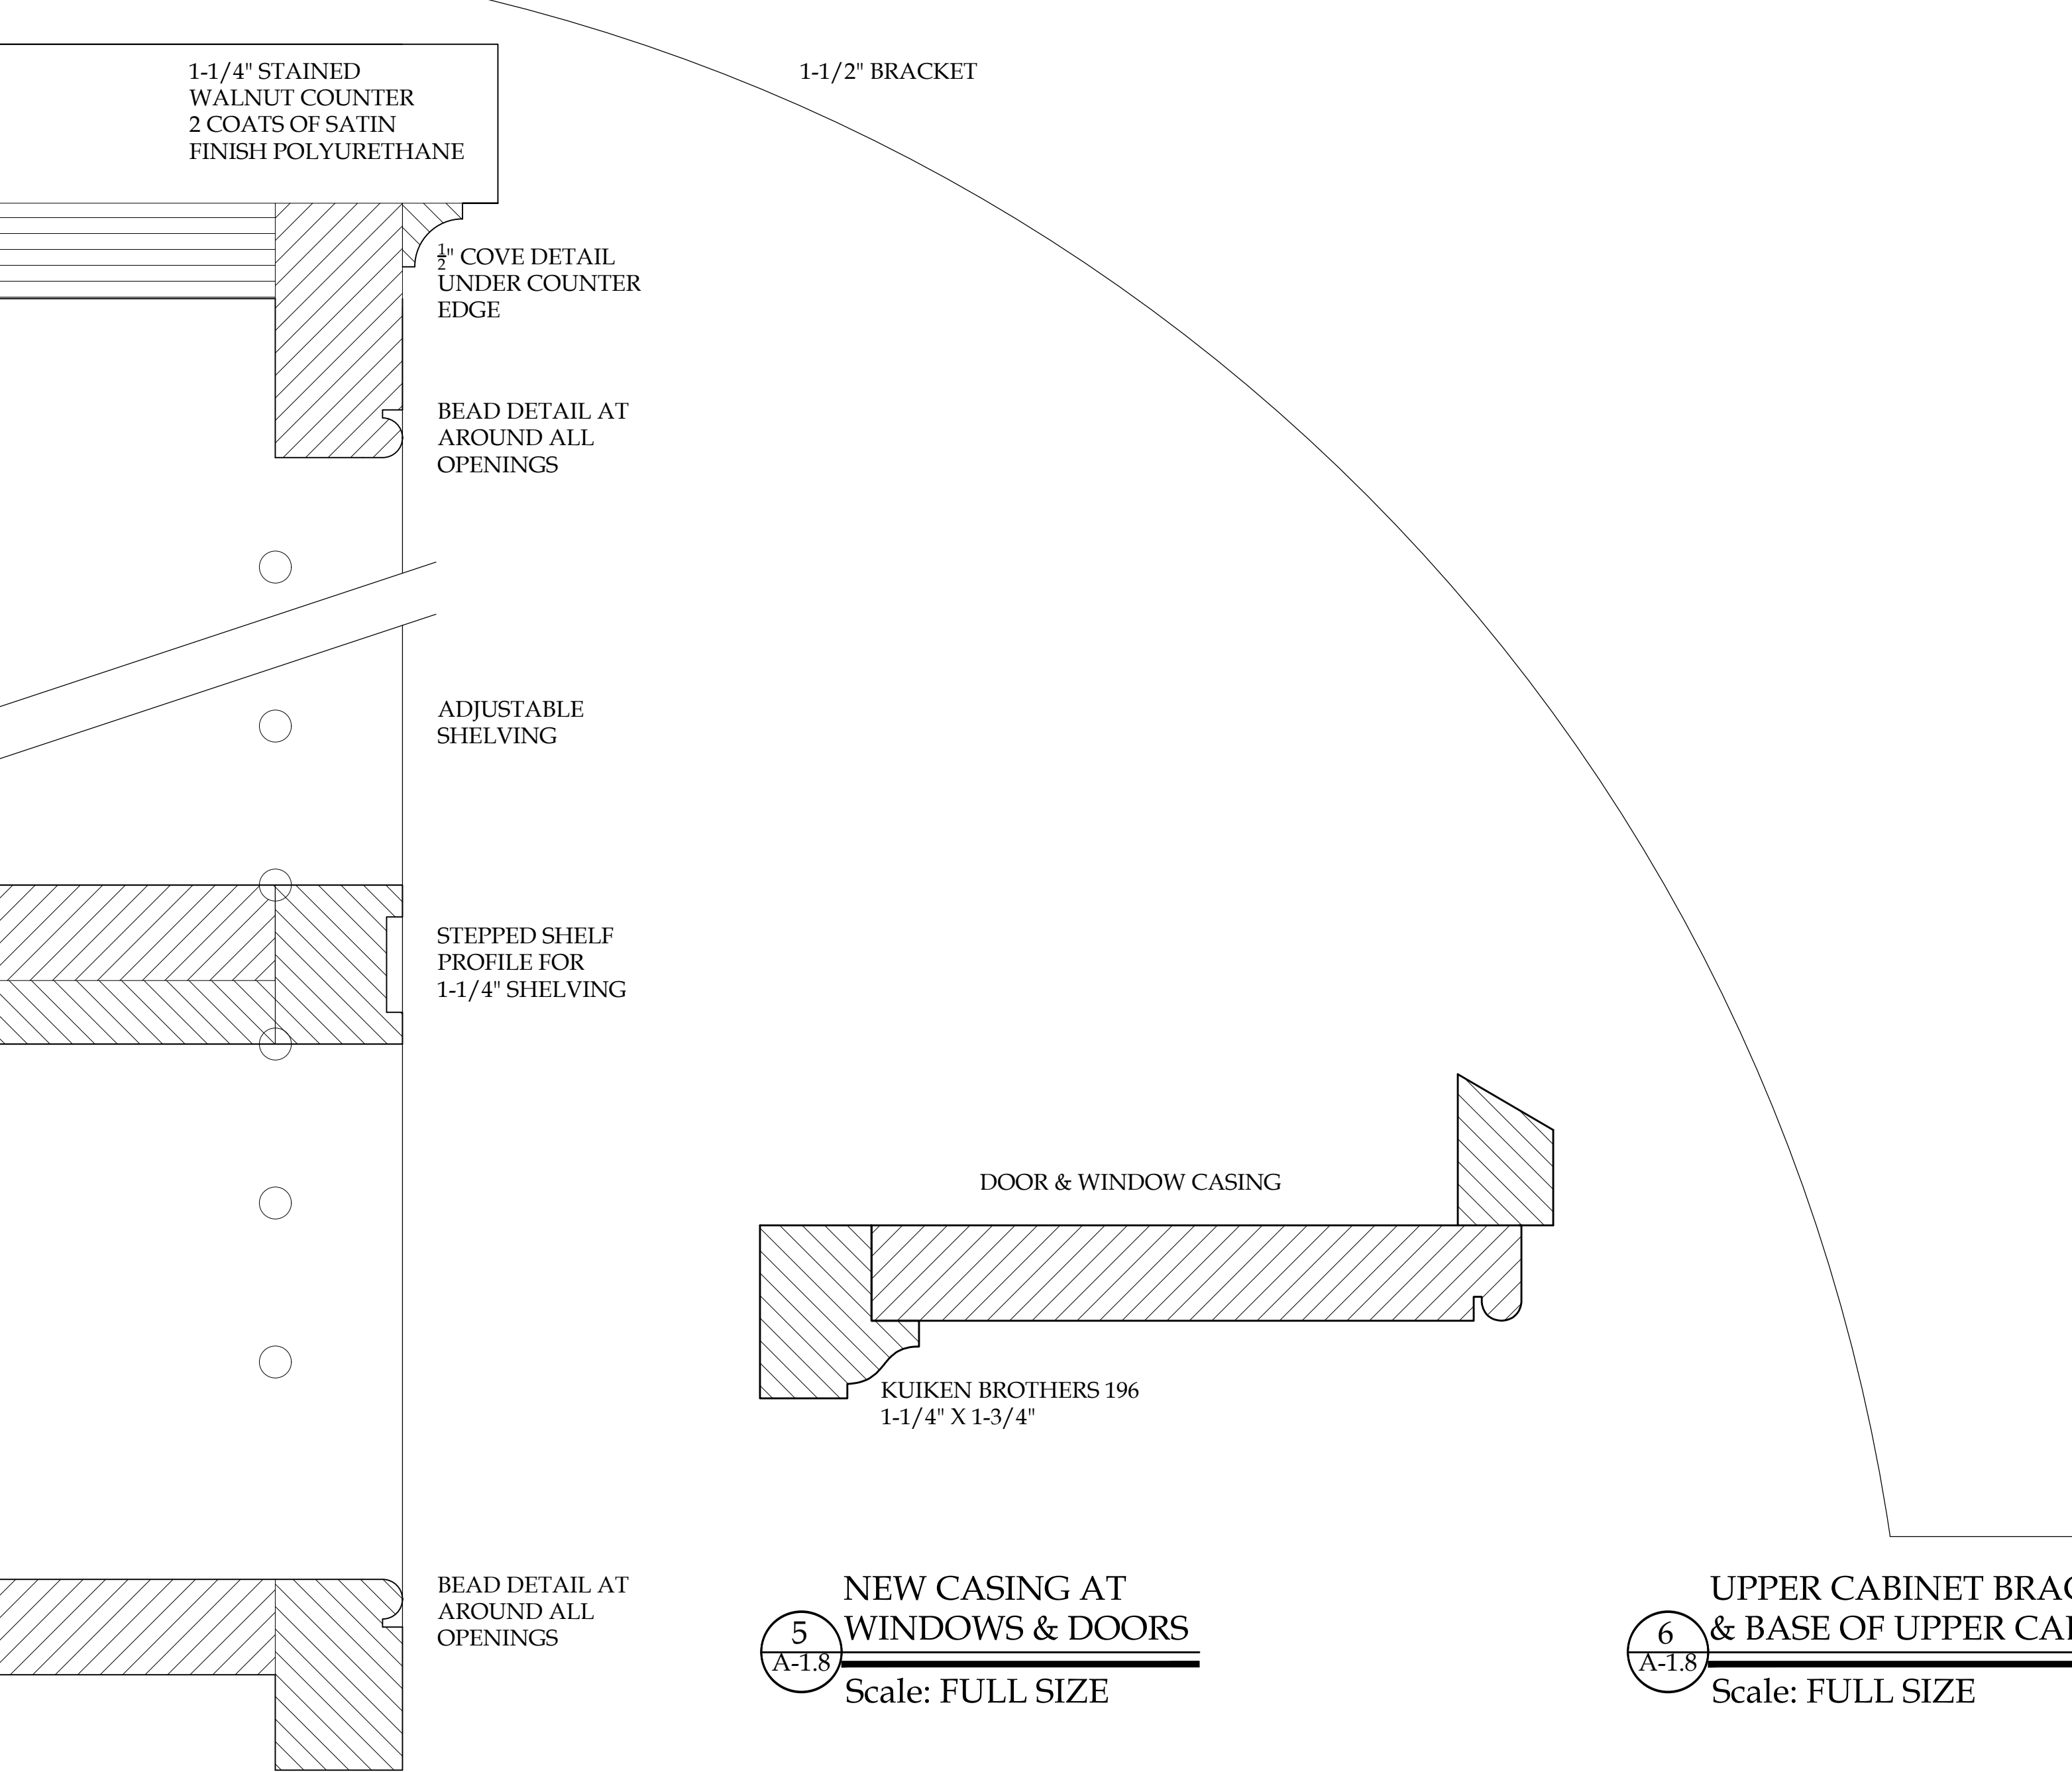 1-1/4" STAINED
WALNUT COUNTER
2 COATS OF SATIN
FINISH POLYURETHANE
1-1/2" BRACKET
½" COVE DETAIL
UNDER COUNTER
EDGE
BEAD DETAIL AT
AROUND ALL
OPENINGS
ADJUSTABLE
SHELVING
STEPPED SHELF
PROFILE FOR
1-1/4" SHELVING
DOOR & WINDOW CASING
KUIKEN BROTHERS 196
1-1/4" X 1-3/4"
BEAD DETAIL AT
AROUND ALL
OPENINGS
5
A-1.8
NEW CASING AT
WINDOWS & DOORS
Scale: FULL SIZE
6
A-1.8
UPPER CABINET
& BASE OF UPPER
Scale: FULL SIZE